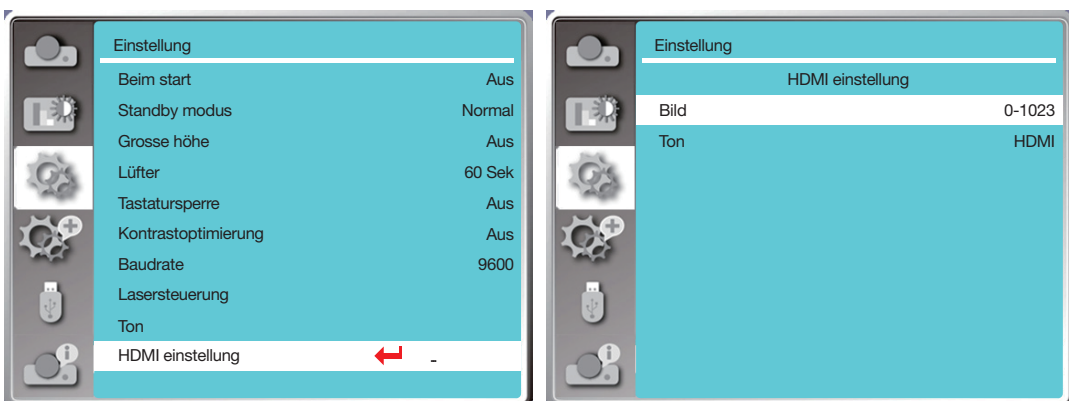 Einstellung
Beim start Aus
Standby modus Normal
Grosse höhe Aus
Lüfter 60 Sek
Tastatursperre Aus
Kontrastoptimierung Aus
Baudrate 9600
Lasersteuerung
Ton
HDMI einstellung -
Einstellung
HDMI einstellung
Bild 0-1023
Ton HDMI